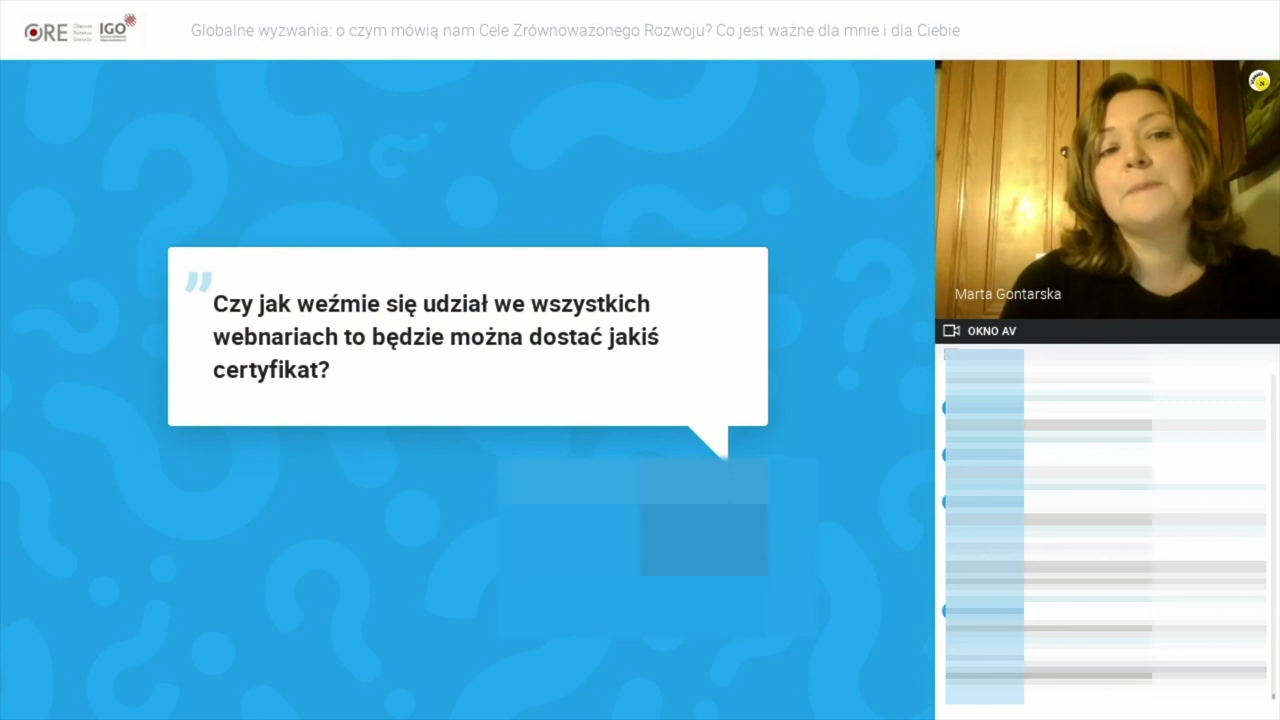 ORE
IGO
Globalne wyzwania: o czym mówią nam Cele Zrównoważonego Rozwoju? Co jest ważne dla mnie i dla Ciebie
Czy jak weźmie się udział we wszystkich
webnariach to będzie można dostać jakiś
certyfikat?
Marta Gontarska
OKNO AV